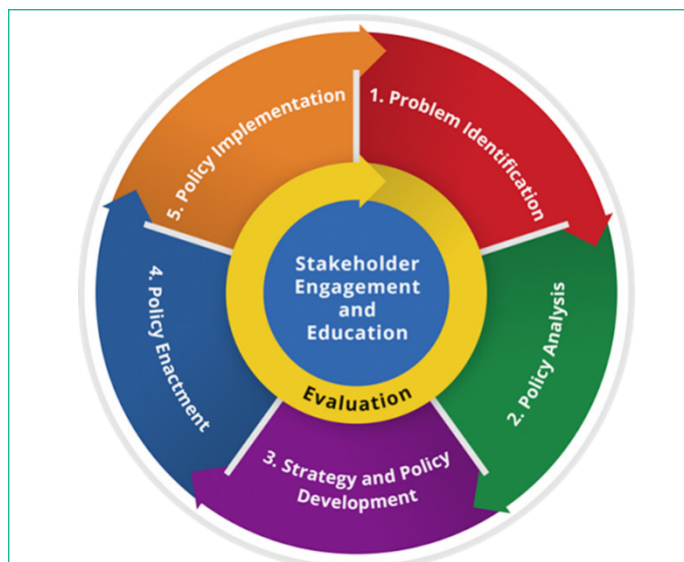 1. Problem Identification
2. Policy Analysis
3. Strategy and Policy
Development
4. Policy Enactment
5. Policy Implementation
Stakeholder
Engagement
and
Education
Evaluation